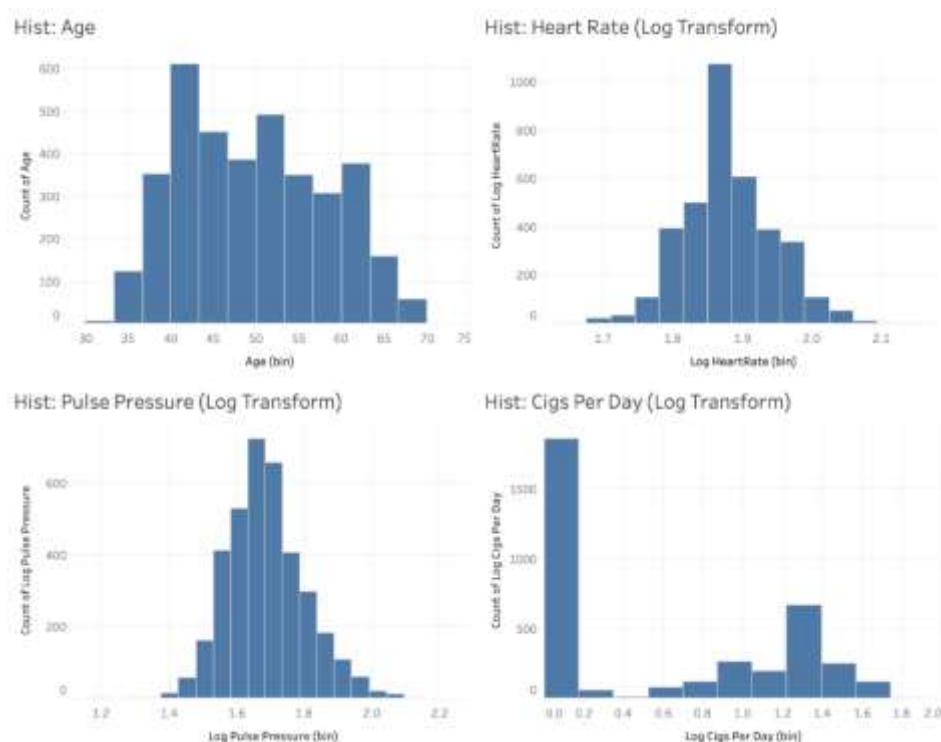 Hist: Age
600
500
400
300
200
100
0
Count of Age
30 35 40 45 50 55 60 65 70 75
Age (bin)
Hist: Heart Rate (Log Transform)
1000
800
600
400
200
0
Count of Log HeartRate
1.7 1.8 1.9 2.0 2.1
Log HeartRate (bin)
Hist: Pulse Pressure (Log Transform)
600
400
200
0
Count of Log Pulse Pressure
1.2 1.4 1.6 1.8 2.0 2.2
Log Pulse Pressure (bin)
Hist: Cigs Per Day (Log Transform)
1500
1000
500
0
Count of Log Cigs Per Day
0.0 0.2 0.4 0.6 0.8 1.0 1.2 1.4 1.6 1.8 2.0
Log Cigs Per Day (bin)